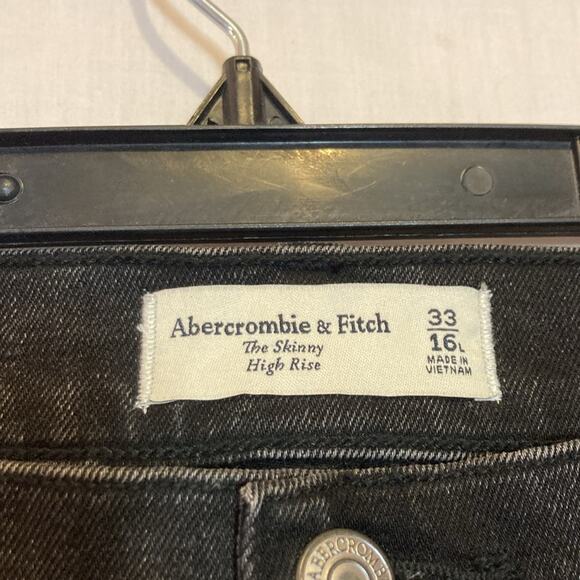 Abercrombie & Fitch
The Skinny
High Rise
33
16L
MADE IN
VIETNAM